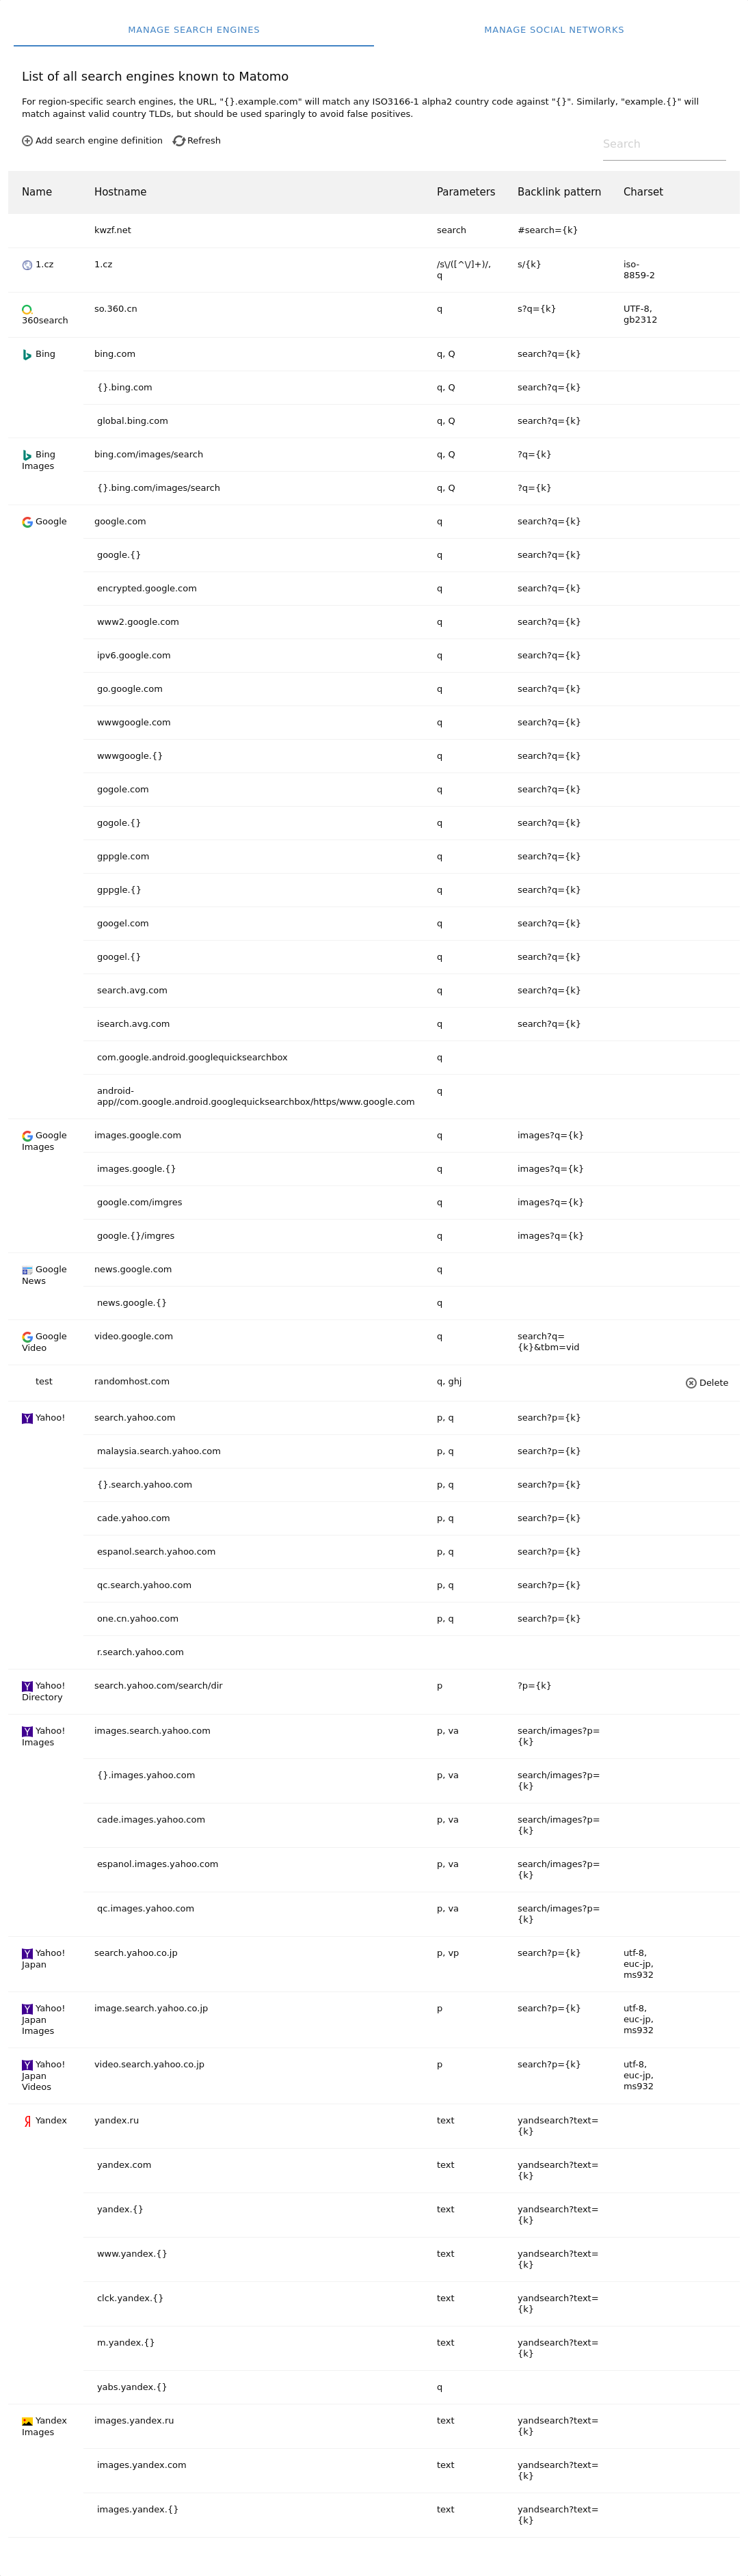 MANAGE SEARCH ENGINES MANAGE SOCIAL NETWORKS
List of all search engines known to Matomo
For region-specific search engines, the URL, "{}.example.com" will match any ISO3166-1 alpha2 country code against "{}". Similarly, "example.{}" will
match against valid country TLDs, but should be used sparingly to avoid false positives.
Add search engine definition Refresh Search
Name Hostname Parameters Backlink pattern Charset
kwzf.net search #search={k}
1.cz 1.cz /s\/([^\/]+)/, s/{k} iso-
q 8859-2
so.360.cn q s?q={k} UTF-8,
360search gb2312
Bing bing.com q, Q search?q={k}
{}.bing.com q, Q search?q={k}
global.bing.com q, Q search?q={k}
Bing bing.com/images/search q, Q ?q={k}
Images
{}.bing.com/images/search q, Q ?q={k}
Google google.com q search?q={k}
google.{} q search?q={k}
encrypted.google.com q search?q={k}
www2.google.com q search?q={k}
ipv6.google.com q search?q={k}
go.google.com q search?q={k}
wwwgoogle.com q search?q={k}
wwwgoogle.{} q search?q={k}
gogole.com q search?q={k}
gogole.{} q search?q={k}
gppgle.com q search?q={k}
gppgle.{} q search?q={k}
googel.com q search?q={k}
googel.{} q search?q={k}
search.avg.com q search?q={k}
isearch.avg.com q search?q={k}
com.google.android.googlequicksearchbox q
android- q
app//com.google.android.googlequicksearchbox/https/www.google.com
Google images.google.com q images?q={k}
Images
images.google.{} q images?q={k}
google.com/imgres q images?q={k}
google.{}/imgres q images?q={k}
Google news.google.com q
News
news.google.{} q
Google video.google.com q search?q=
Video {k}&tbm=vid
test randomhost.com q, ghj Delete
Yahoo! search.yahoo.com p, q search?p={k}
malaysia.search.yahoo.com p, q search?p={k}
{}.search.yahoo.com p, q search?p={k}
cade.yahoo.com p, q search?p={k}
espanol.search.yahoo.com p, q search?p={k}
qc.search.yahoo.com p, q search?p={k}
one.cn.yahoo.com p, q search?p={k}
r.search.yahoo.com
Yahoo! search.yahoo.com/search/dir p ?p={k}
Directory
Yahoo! images.search.yahoo.com p, va search/images?p=
Images {k}
{}.images.yahoo.com p, va search/images?p=
{k}
cade.images.yahoo.com p, va search/images?p=
{k}
espanol.images.yahoo.com p, va search/images?p=
{k}
qc.images.yahoo.com p, va search/images?p=
{k}
Yahoo! search.yahoo.co.jp p, vp search?p={k} utf-8,
Japan euc-jp,
ms932
Yahoo! image.search.yahoo.co.jp p search?p={k} utf-8,
Japan euc-jp,
Images ms932
Yahoo! video.search.yahoo.co.jp p search?p={k} utf-8,
Japan euc-jp,
Videos ms932
Yandex yandex.ru text yandsearch?text=
{k}
yandex.com text yandsearch?text=
{k}
yandex.{} text yandsearch?text=
{k}
www.yandex.{} text yandsearch?text=
{k}
clck.yandex.{} text yandsearch?text=
{k}
m.yandex.{} text yandsearch?text=
{k}
yabs.yandex.{} q
Yandex images.yandex.ru text yandsearch?text=
Images {k}
images.yandex.com text yandsearch?text=
{k}
images.yandex.{} text yandsearch?text=
{k}